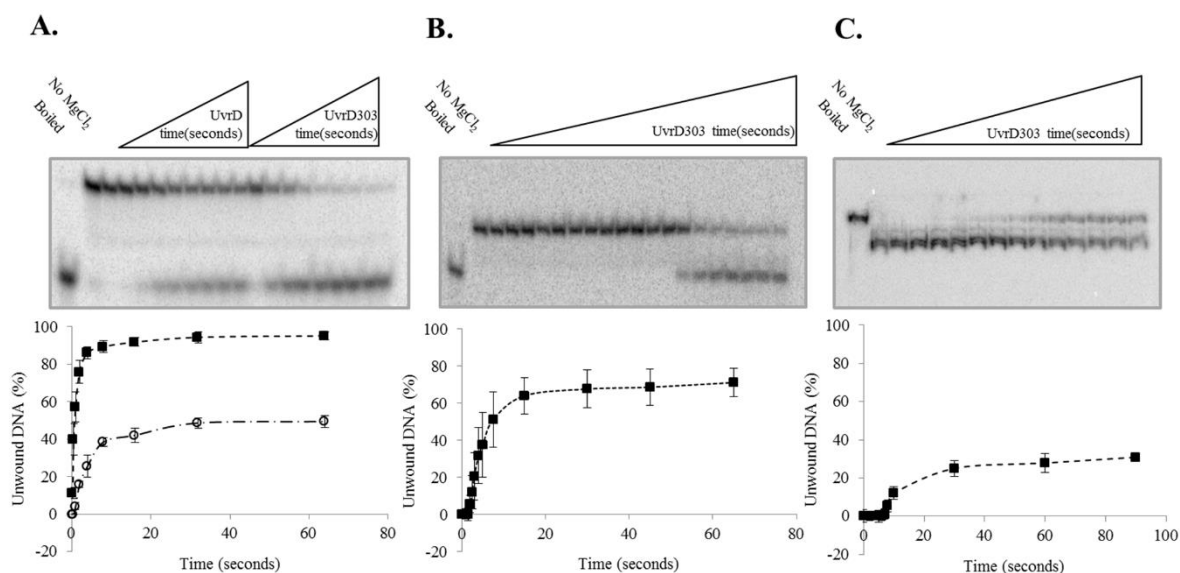 A.
B.
C.
No MgCl2
Boiled
UvrD
time(seconds)
UvrD303
time(seconds)
No MgCl2
Boiled
UvrD303 time(seconds)
No MgCl2
Boiled
UvrD303 time(seconds)
Unwound DNA (%)
100
80
60
40
20
0
-20
0
20
40
60
80
Time (seconds)
Unwound DNA (%)
100
80
60
40
20
0
-20
0
20
40
60
80
Time (seconds)
Unwound DNA (%)
100
80
60
40
20
0
-20
0
20
40
60
80
100
Time (seconds)